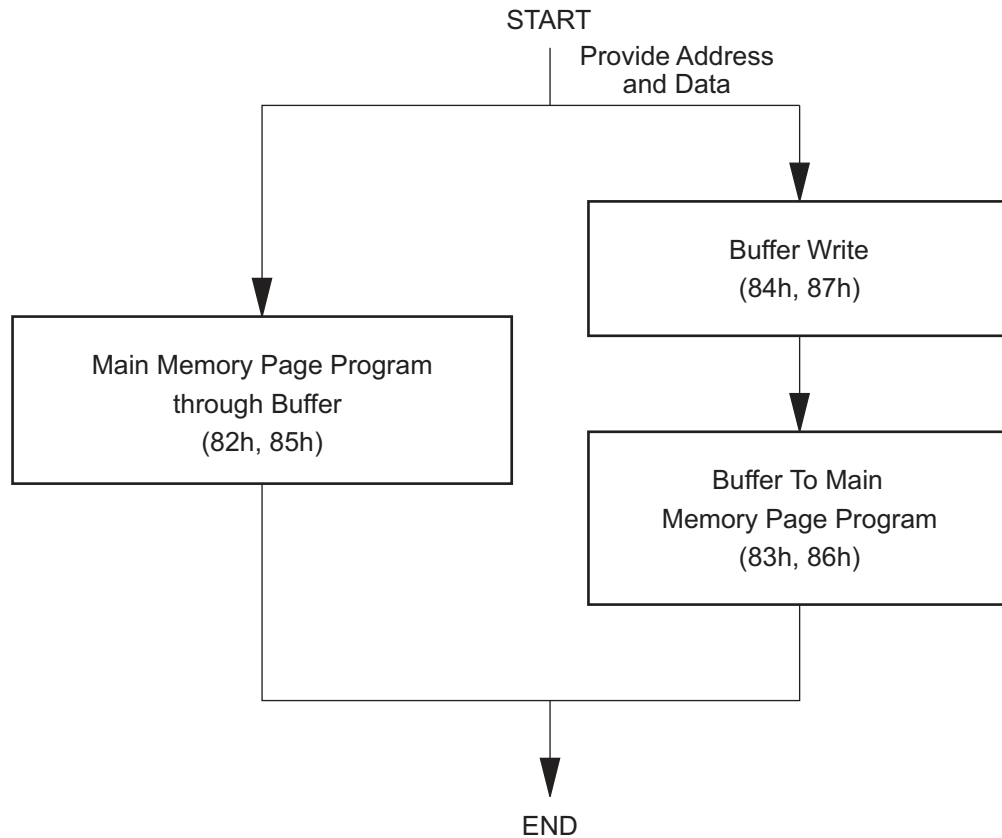 START
Provide Address
and Data
Buffer Write
(84h, 87h)
Main Memory Page Program
through Buffer
(82h, 85h)
Buffer To Main
Memory Page Program
(83h, 86h)
END